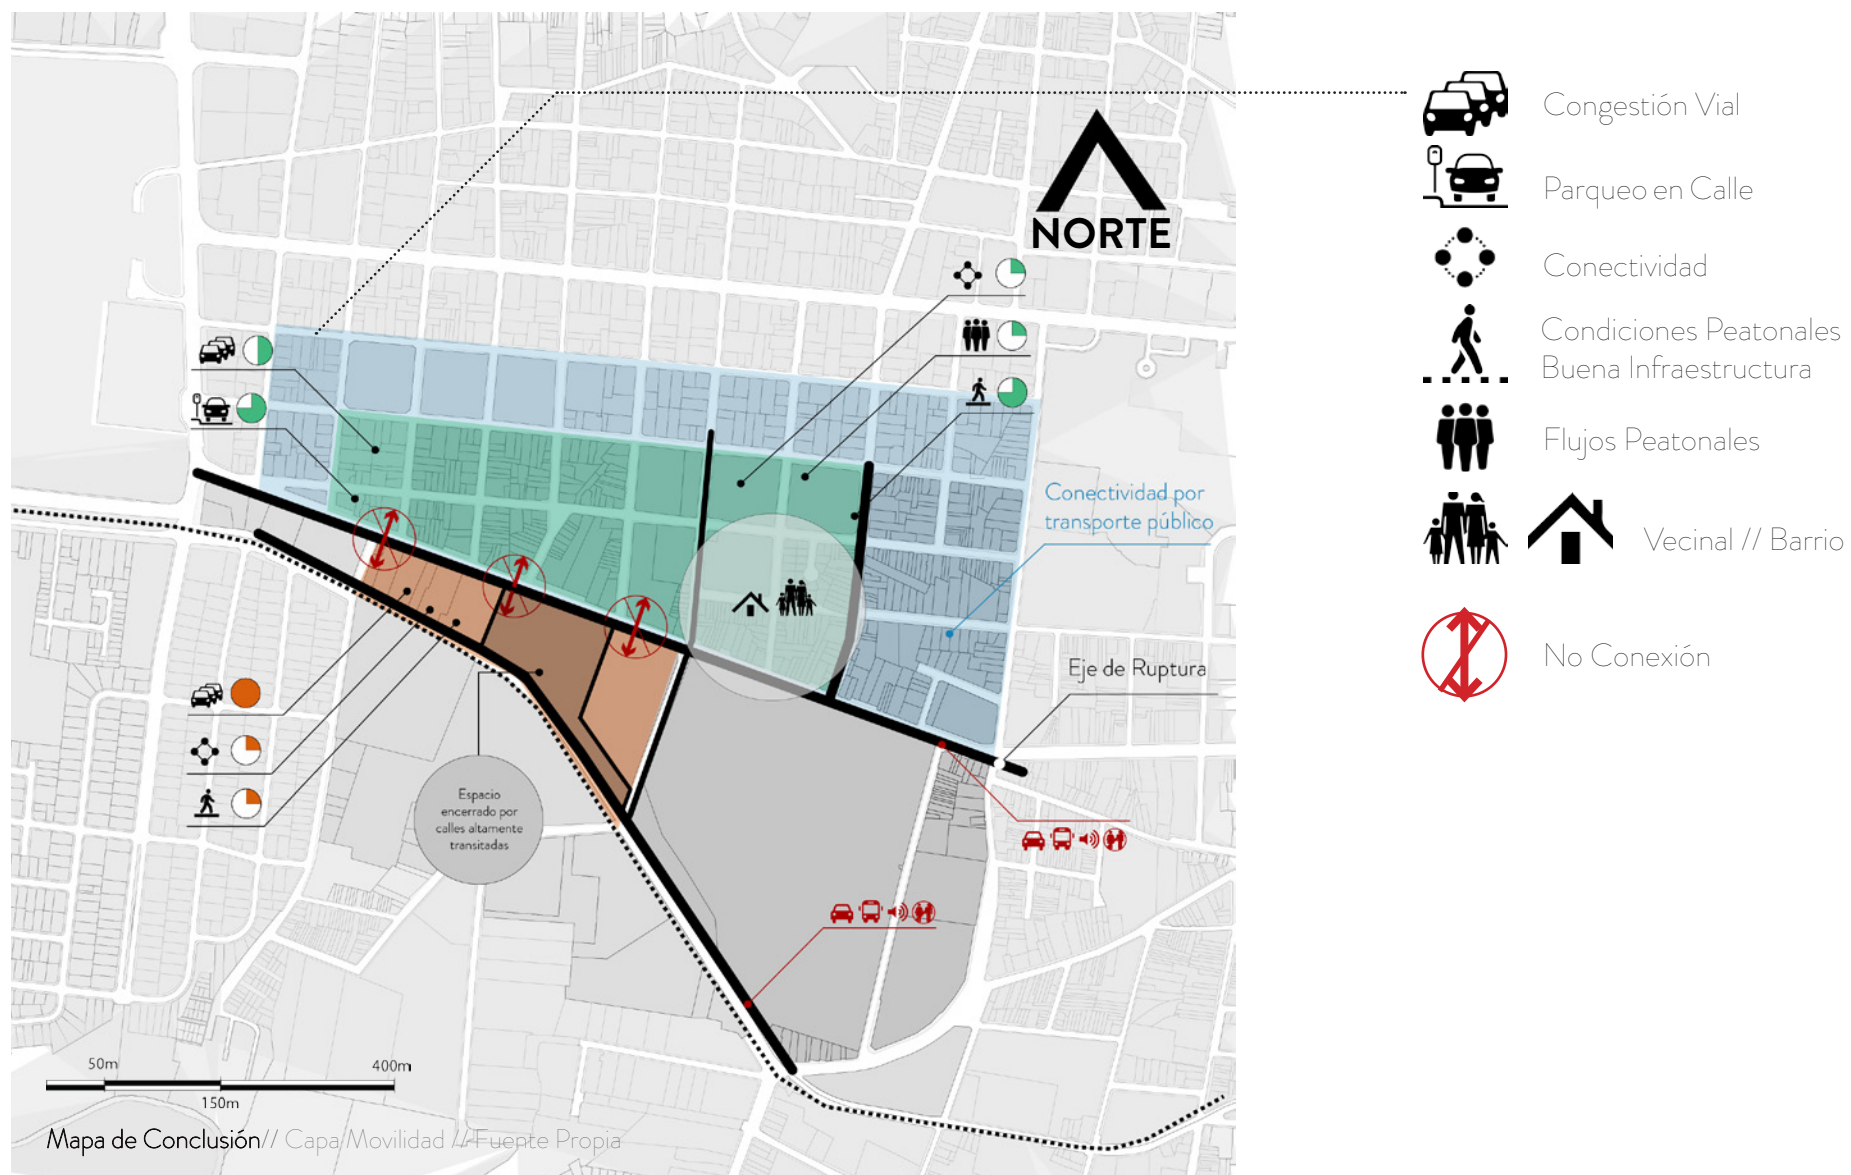 NORTE
Congestión Vial
Parqueo en Calle
Conectividad
Condiciones Peatonales
Buena Infraestructura
Flujos Peatonales
Vecinal // Barrio
No Conexión
Conectividad por
transporte público
Eje de Ruptura
Espacio
encerrado por
calles altamente
transitadas
50m
400m
150m
Mapa de Conclusión// Capa Movilidad // Fuente Propia